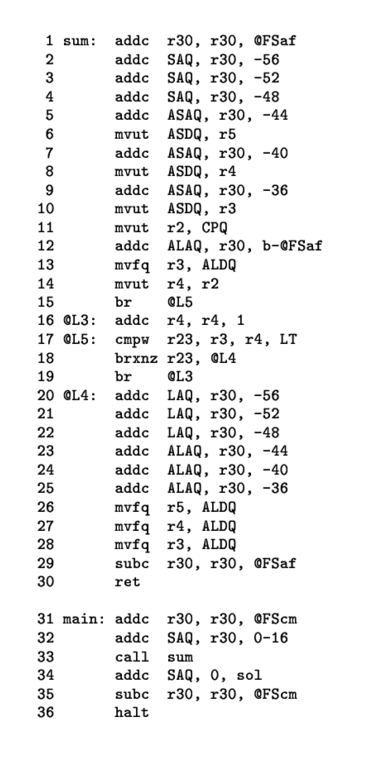 1 sum: addc r30, r30, @FSaf
2 addc SAQ, r30, -56
3 addc SAQ, r30, -52
4 addc SAQ, r30, -48
5 addc ASAQ, r30, -44
6 mvut ASDQ, r5
7 addc ASAQ, r30, -40
8 mvut ASDQ, r4
9 addc ASAQ, r30, -36
10 mvut ASDQ, r3
11 mvut r2, CPQ
12 addc ALAQ, r30, b-@FSaf
13 mvfq r3, ALDQ
14 mvut r4, r2
15 br @L5
16 @L3: addc r4, r4, 1
17 @L5: cmpw r23, r3, r4, LT
18 brxnz r23, @L4
19 br @L3
20 @L4: addc LAQ, r30, -56
21 addc LAQ, r30, -52
22 addc LAQ, r30, -48
23 addc ALAQ, r30, -44
24 addc ALAQ, r30, -40
25 addc ALAQ, r30, -36
26 mvfq r5, ALDQ
27 mvfq r4, ALDQ
28 mvfq r3, ALDQ
29 subc r30, r30, @FSaf
30 ret
31 main: addc r30, r30, @FScm
32 addc SAQ, r30, 0-16
33 call sum
34 addc SAQ, 0, sol
35 subc r30, r30, @FScm
36 halt